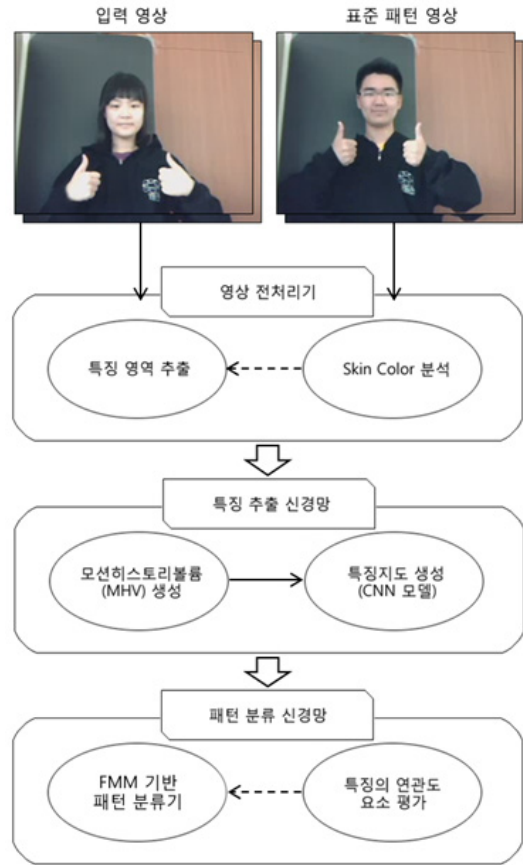 입력 영상
표준 패턴 영상
영상 전처리기
특징 영역 추출
Skin Color 분석
특징 추출 신경망
모션히스토리볼륨
(MHV) 생성
특징지도 생성
(CNN 모델)
패턴 분류 신경망
FMM 기반
패턴 분류기
특징의 연관도
요소 평가